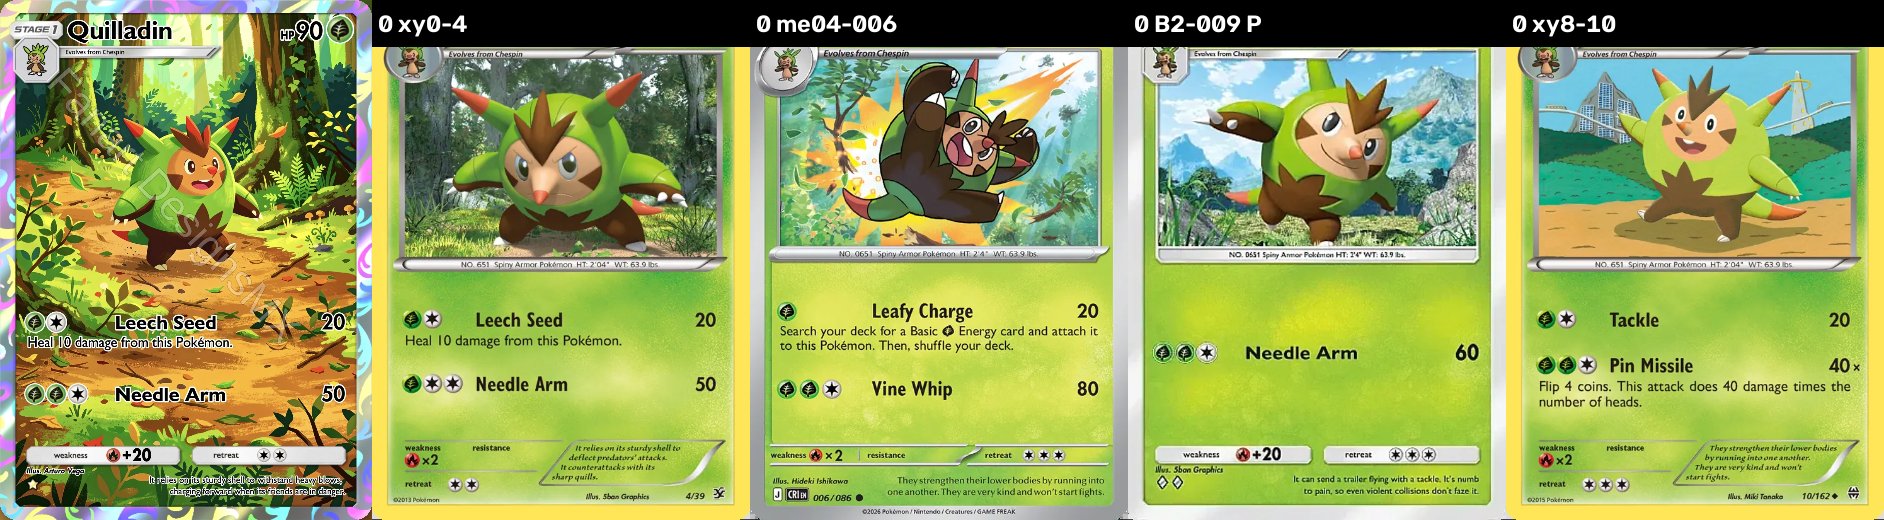 STAGE 1 Quilladin HP 90
Evolves from Chespin
Leech Seed 20
Heal 10 damage from this Pokémon.
Needle Arm 50
weakness +20 retreat
Illus. Arturo Vega
It relies on its sturdy shell to withstand heavy blows,
charging forward when its friends are in danger.
0 xy0-4
Evolves from Chespin
NO. 651 Spiny Armor Pokémon HT: 2'04" WT: 63.9 lbs.
Leech Seed 20
Heal 10 damage from this Pokémon.
Needle Arm 50
weakness resistance
×2
retreat
It relies on its sturdy shell to
deflect predators' attacks.
It counterattacks with its
sharp quills.
Illus. 5ban Graphics 4/39
©2013 Pokémon
0 me04-006
Evolves from Chespin
NO. 0651 Spiny Armor Pokémon HT: 2'4" WT: 63.9 lbs.
Leafy Charge 20
Search your deck for a Basic Energy card and attach it
to this Pokémon. Then, shuffle your deck.
Vine Whip 80
weakness ×2 resistance retreat
Illus. Hideki Ishikawa
J CRI EN 006/086
They strengthen their lower bodies by running into
one another. They are very kind and won't start fights.
©2026 Pokémon / Nintendo / Creatures / GAME FREAK
0 B2-009 P
Evolves from Chespin
NO. 0651 Spiny Armor Pokémon HT: 2'4" WT: 63.9 lbs.
Needle Arm 60
weakness +20 retreat
Illus. 5ban Graphics
It can send a trailer flying with a tackle. It's numb
to pain, so even violent collisions don't faze it.
0 xy8-10
Evolves from Chespin
NO. 651 Spiny Armor Pokémon HT: 2'04" WT: 63.9 lbs.
Tackle 20
Pin Missile 40×
Flip 4 coins. This attack does 40 damage times the
number of heads.
weakness resistance
×2
retreat
They strengthen their lower bodies
by running into one another.
They are very kind and won't
start fights.
Illus. Miki Tanaka 10/162
©2015 Pokémon